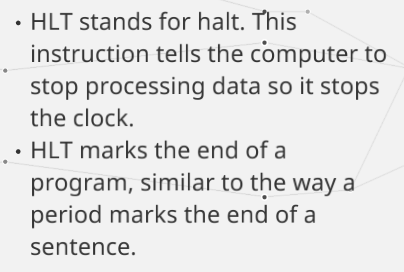 • HLT stands for halt. This
instruction tells the computer to
stop processing data so it stops
the clock.
• HLT marks the end of a
program, similar to the way a
period marks the end of a
sentence.